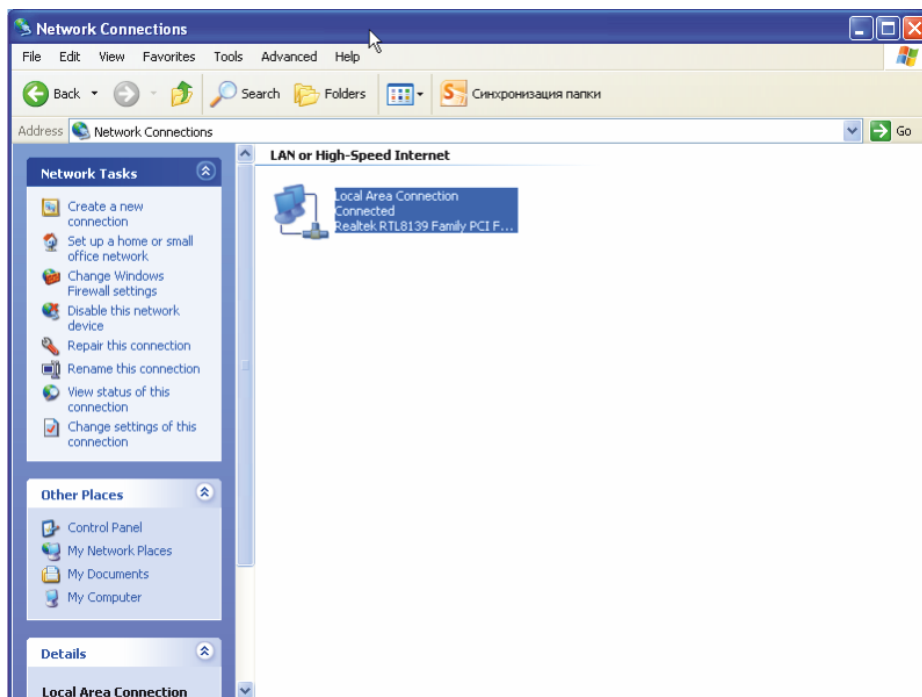 Network Connections
File Edit View Favorites Tools Advanced Help
Back Search Folders Синхронизация папки
Address Network Connections Go
Network Tasks
Create a new
connection
Set up a home or small
office network
Change Windows
Firewall settings
Disable this network
device
Repair this connection
Rename this connection
View status of this
connection
Change settings of this
connection
Other Places
Control Panel
My Network Places
My Documents
My Computer
Details
Local Area Connection
LAN or High-Speed Internet
Local Area Connection
Connected
Realtek RTL8139 Family PCI F...